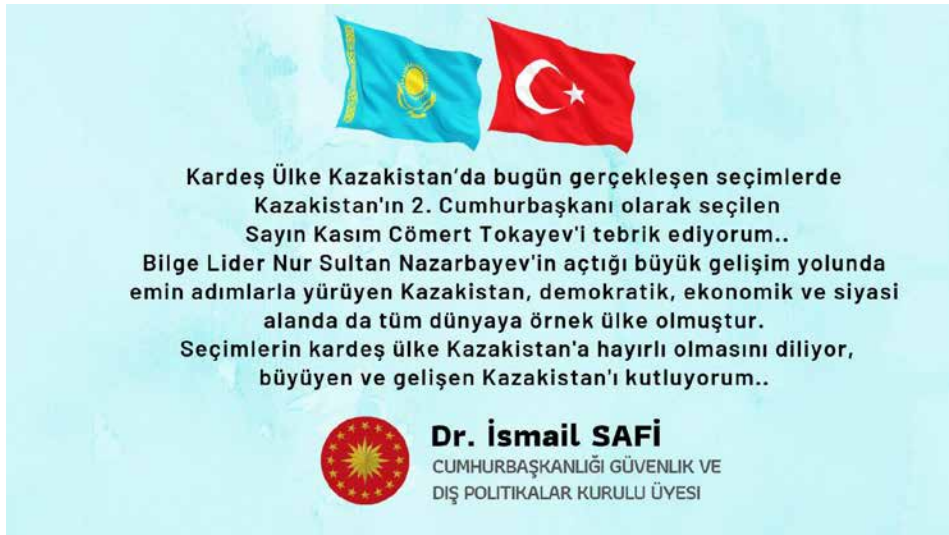 Kardeş Ülke Kazakistan’da bugün gerçekleşen seçimlerde
Kazakistan'ın 2. Cumhurbaşkanı olarak seçilen
Sayın Kasım Cömert Tokayev'i tebrik ediyorum..
Bilge Lider Nur Sultan Nazarbayev'in açtığı büyük gelişim yolunda
emin adımlarla yürüyen Kazakistan, demokratik, ekonomik ve siyasi
alanda da tüm dünyaya örnek ülke olmuştur.
Seçimlerin kardeş ülke Kazakistan'a hayırlı olmasını diliyor,
büyüyen ve gelişen Kazakistan'ı kutluyorum..
Dr. İsmail SAFİ
CUMHURBAŞKANLIĞI GÜVENLIK VE
DIŞ POLITIKALAR KURULU ÜYESI